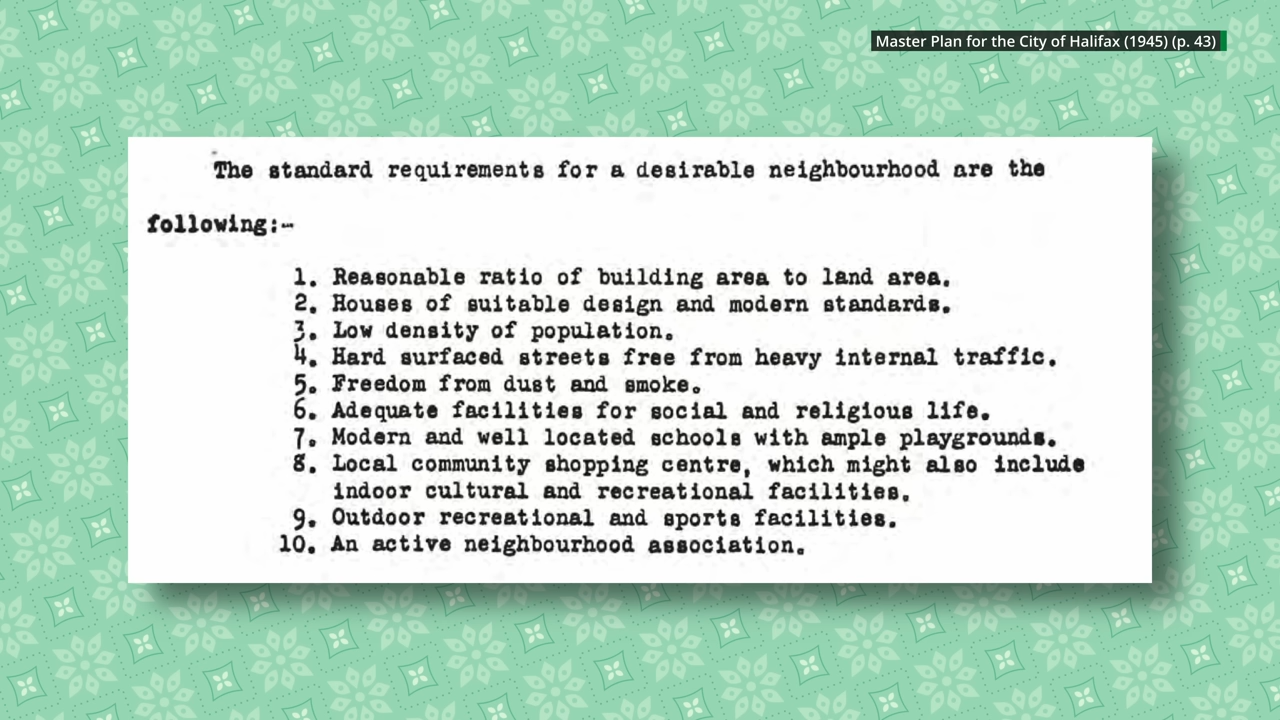 Master Plan for the City of Halifax (1945) (p. 43)
The standard requirements for a desirable neighbourhood are the
following:-
1. Reasonable ratio of building area to land area.
2. Houses of suitable design and modern standards.
3. Low density of population.
4. Hard surfaced streets free from heavy internal traffic.
5. Freedom from dust and smoke.
6. Adequate facilities for social and religious life.
7. Modern and well located schools with ample playgrounds.
8. Local community shopping centre, which might also include
indoor cultural and recreational facilities.
9. Outdoor recreational and sports facilities.
10. An active neighbourhood association.